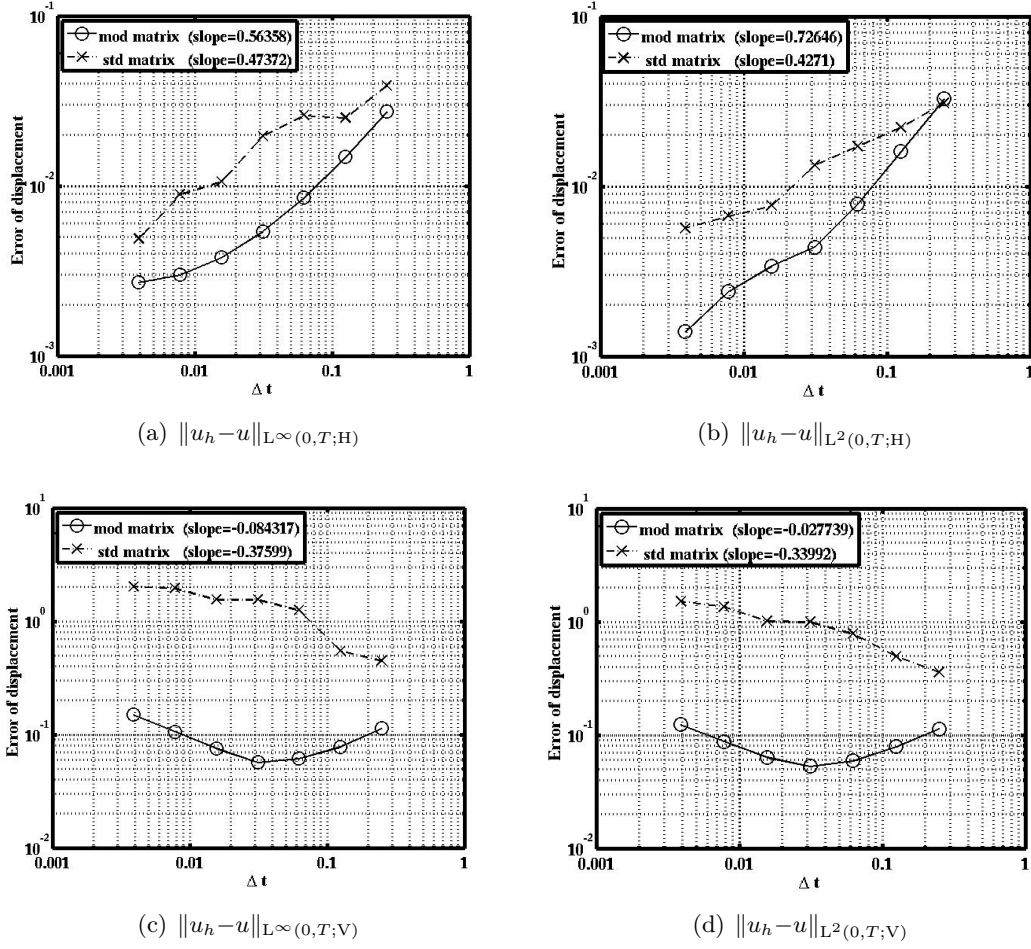 10^-1
mod matrix (slope=0.56358)
std matrix (slope=0.47372)
Error of displacement
10^-2
10^-3
0.001 0.01 0.1 1
Δ t
(a) ‖u_h−u‖_{L^∞(0,T;H)}
10^-1
mod matrix (slope=0.72646)
std matrix (slope=0.4271)
Error of displacement
10^-2
10^-3
0.001 0.01 0.1 1
Δ t
(b) ‖u_h−u‖_{L^2(0,T;H)}
10^1
mod matrix (slope=-0.084317)
std matrix (slope=-0.37599)
Error of displacement
10^0
10^-1
10^-2
0.001 0.01 0.1 1
Δ t
(c) ‖u_h−u‖_{L^∞(0,T;V)}
10^1
mod matrix (slope=-0.027739)
std matrix (slope=-0.33992)
Error of displacement
10^0
10^-1
10^-2
0.001 0.01 0.1 1
Δ t
(d) ‖u_h−u‖_{L^2(0,T;V)}